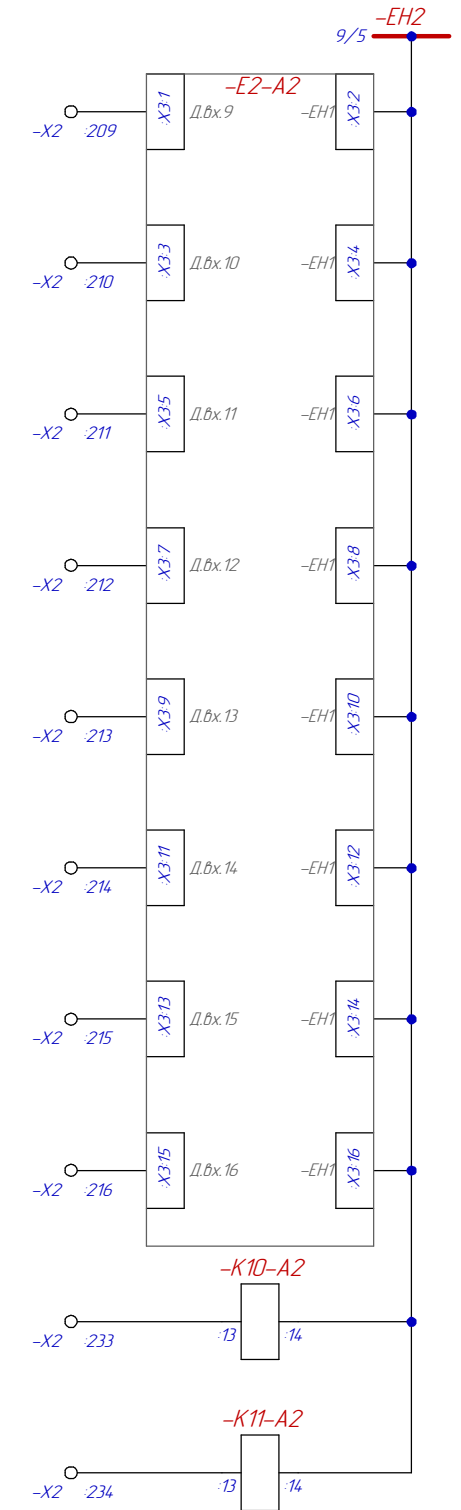 -EH2
9/5
-E2-A2
:X3:1 Д.вх.9 -EH1 :X3:2
-X2 :209
:X3:3 Д.вх.10 -EH1 :X3:4
-X2 :210
:X3:5 Д.вх.11 -EH1 :X3:6
-X2 :211
:X3:7 Д.вх.12 -EH1 :X3:8
-X2 :212
:X3:9 Д.вх.13 -EH1 :X3:10
-X2 :213
:X3:11 Д.вх.14 -EH1 :X3:12
-X2 :214
:X3:13 Д.вх.15 -EH1 :X3:14
-X2 :215
:X3:15 Д.вх.16 -EH1 :X3:16
-X2 :216
-K10-A2
-X2 :233 :13 :14
-K11-A2
-X2 :234 :13 :14